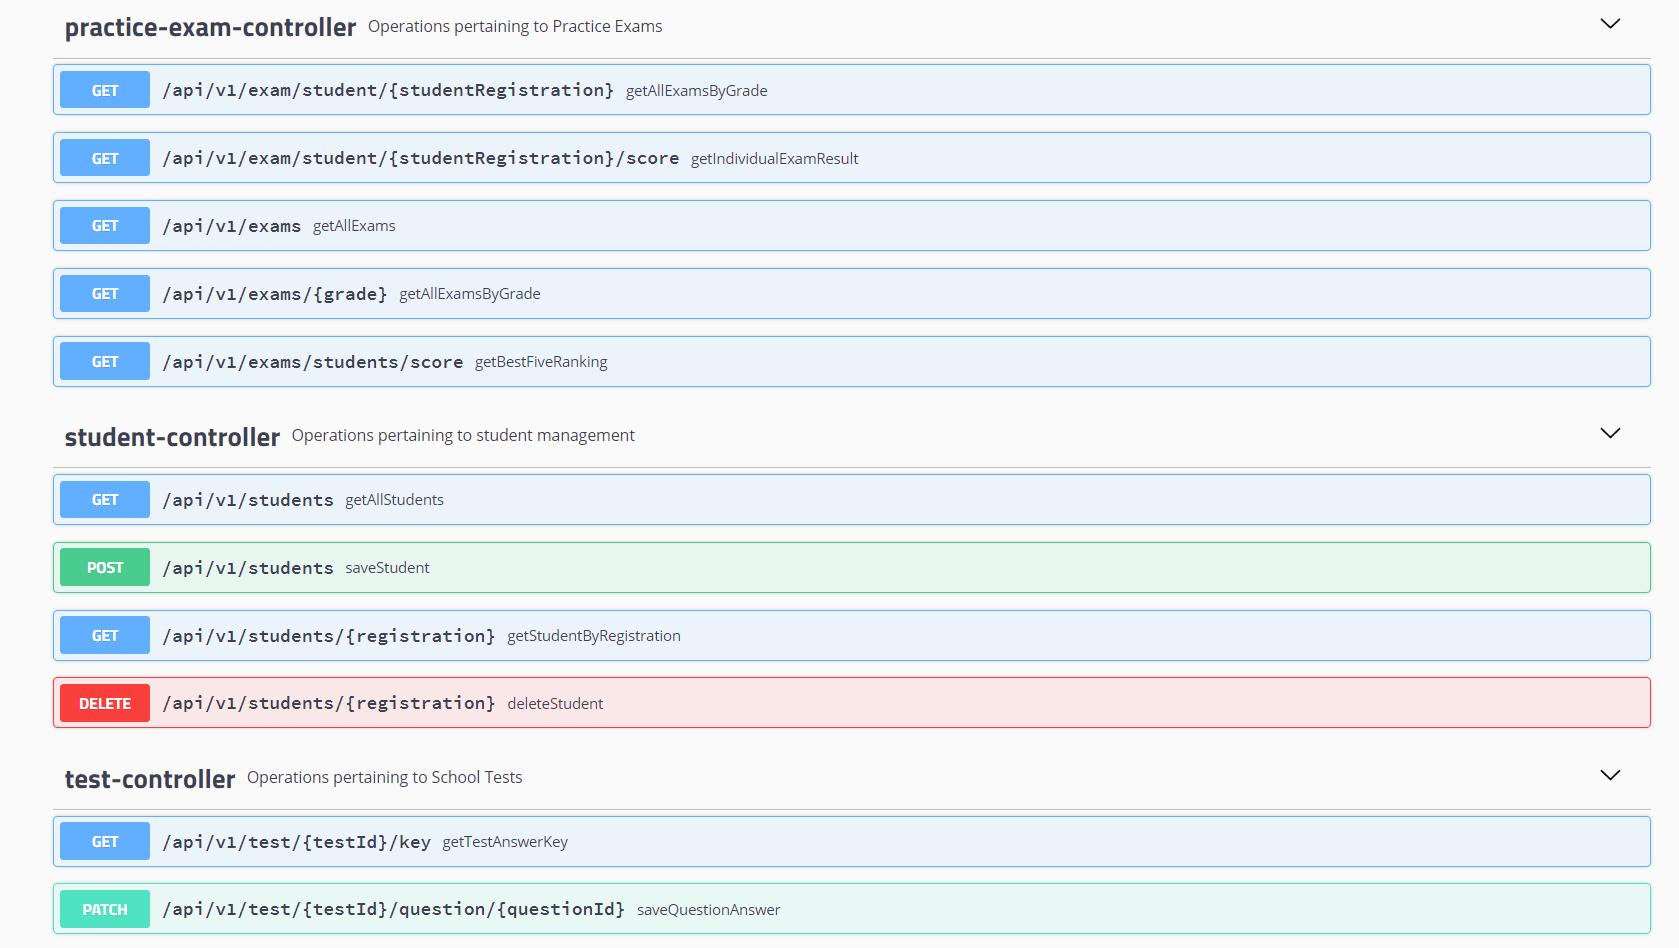 practice-exam-controller Operations pertaining to Practice Exams
GET /api/v1/exam/student/{studentRegistration} getAllExamsByGrade
GET /api/v1/exam/student/{studentRegistration}/score getIndividualExamResult
GET /api/v1/exams getAllExams
GET /api/v1/exams/{grade} getAllExamsByGrade
GET /api/v1/exams/students/score getBestFiveRanking
student-controller Operations pertaining to student management
GET /api/v1/students getAllStudents
POST /api/v1/students saveStudent
GET /api/v1/students/{registration} getStudentByRegistration
DELETE /api/v1/students/{registration} deleteStudent
test-controller Operations pertaining to School Tests
GET /api/v1/test/{testId}/key getTestAnswerKey
PATCH /api/v1/test/{testId}/question/{questionId} saveQuestionAnswer